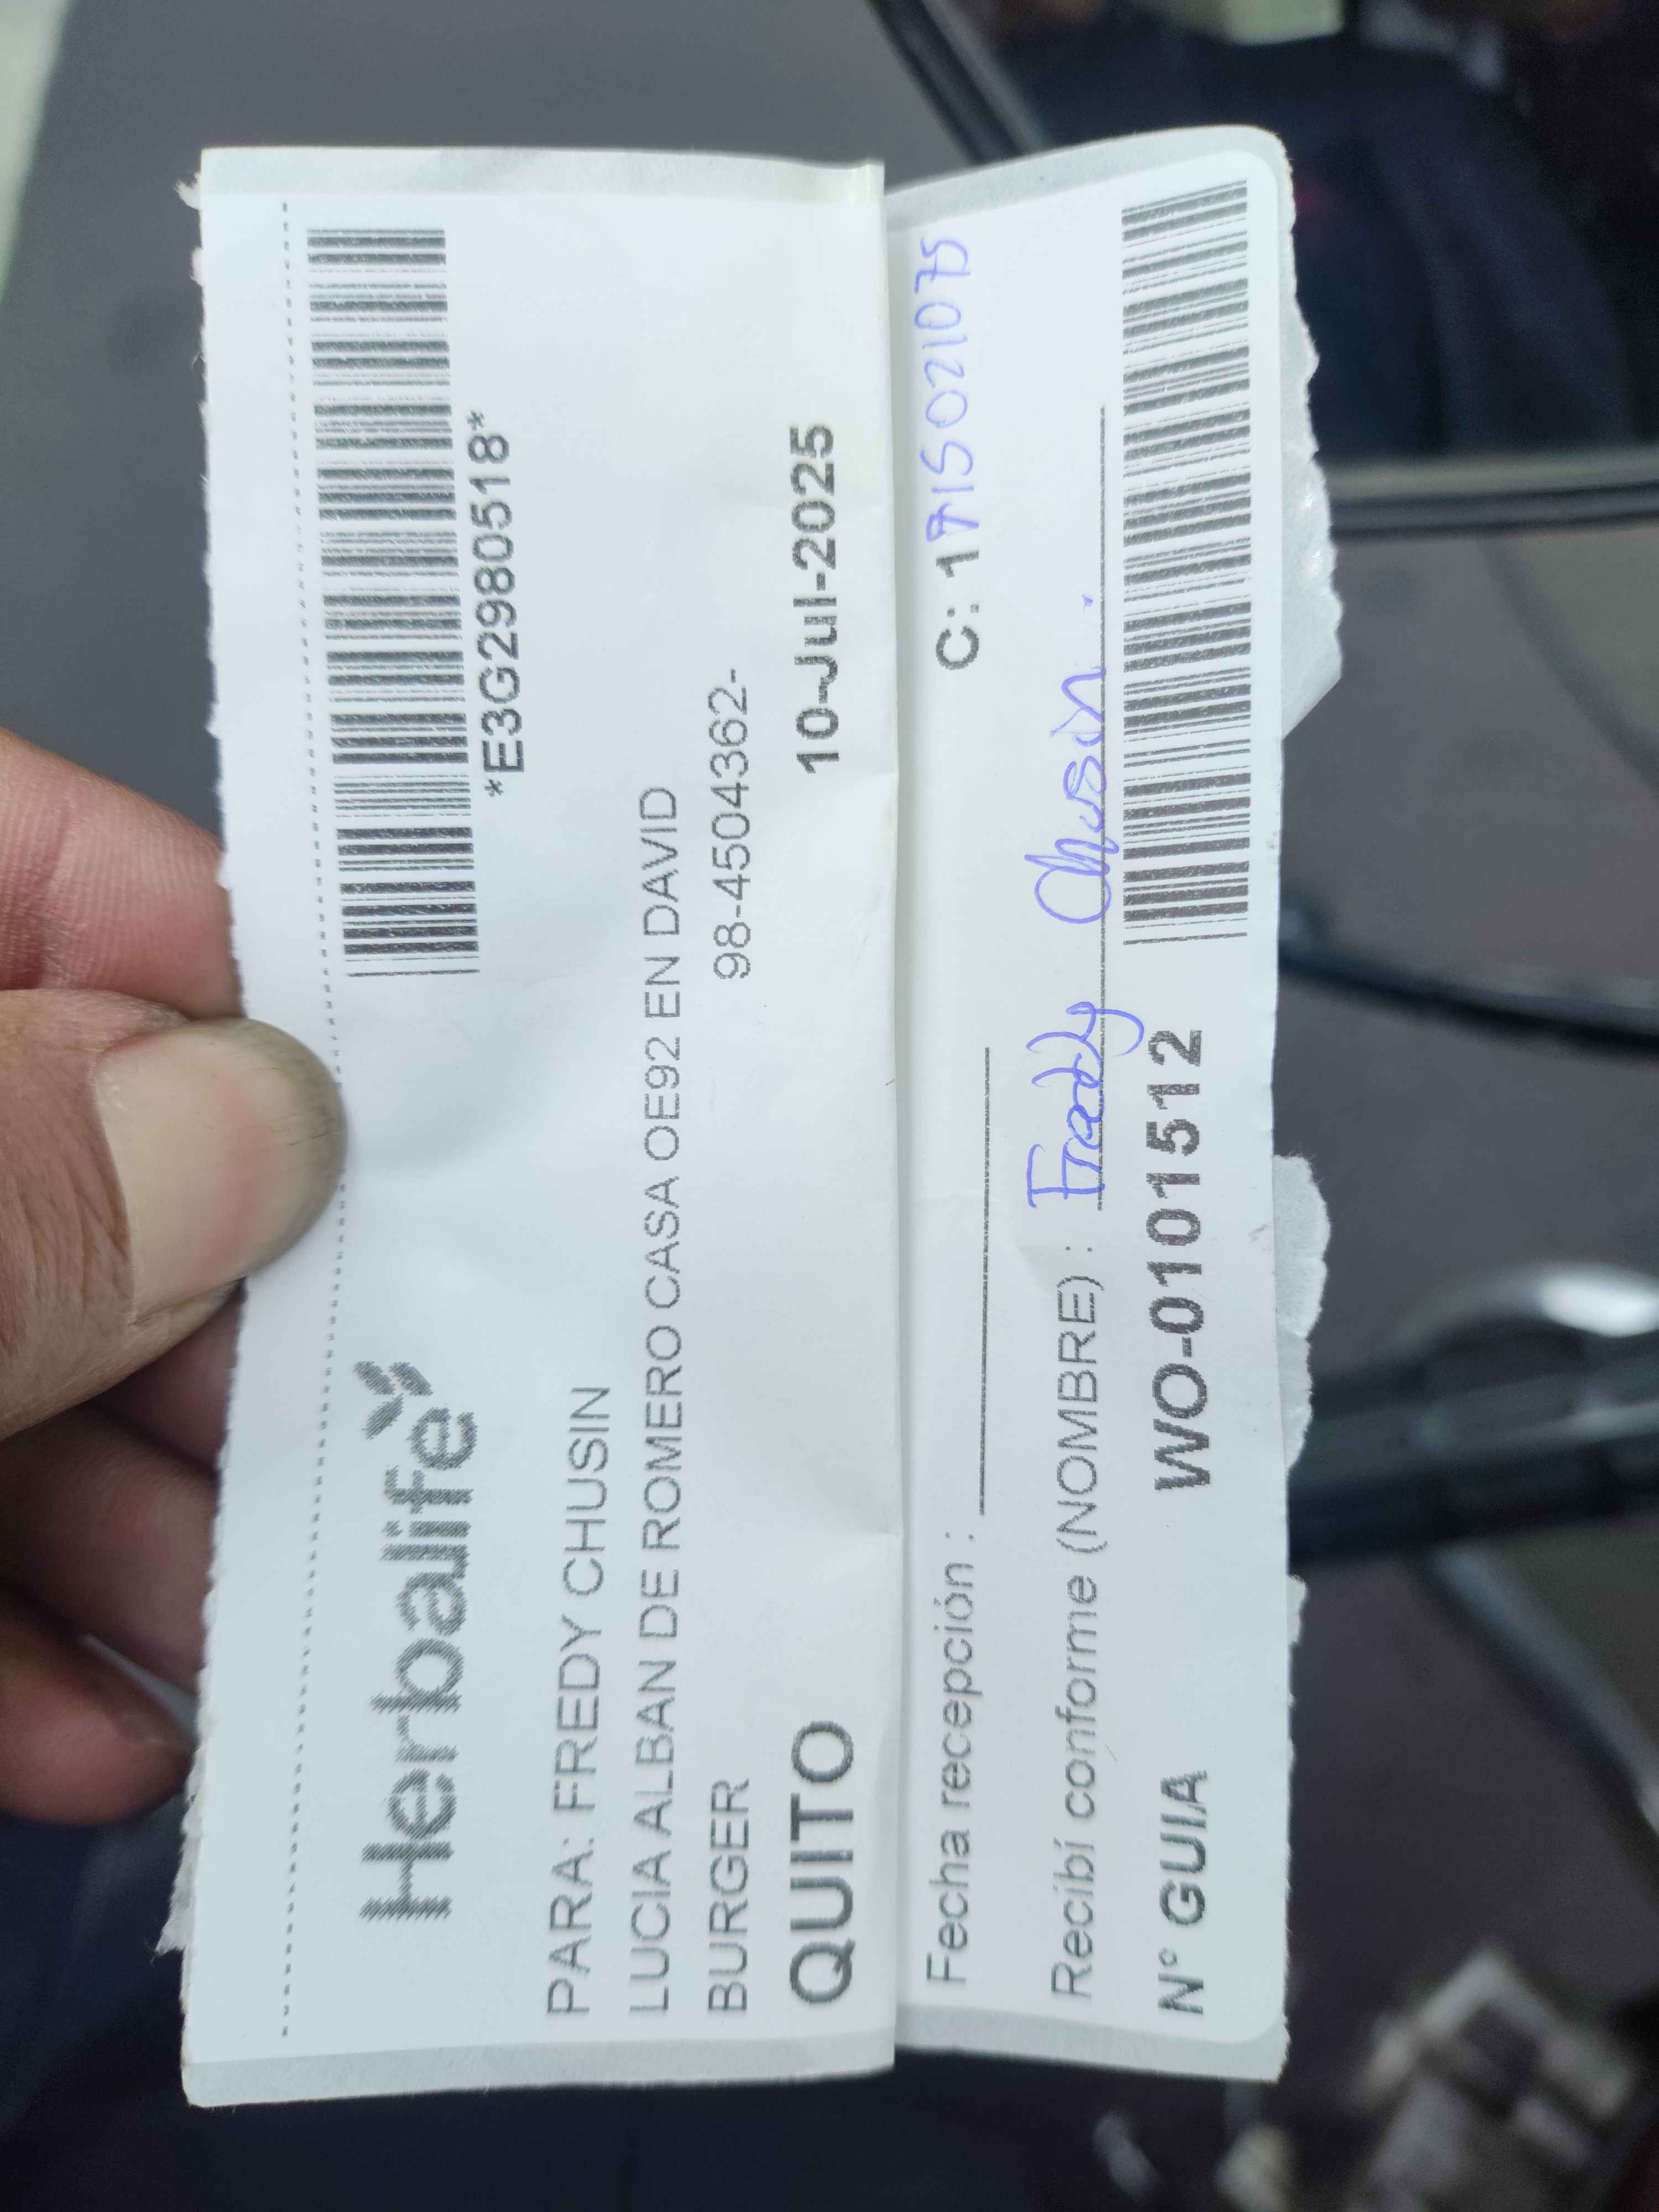 Herbalife
*E3G2980518*
PARA: FREDY CHUSIN
LUCIA ALBAN DE ROMERO CASA OE92 EN DAVID
BURGER 98-4504362-
QUITO 10-Jul-2025
Fecha recepción : C: 1 1715021075
Recibí conforme (NOMBRE) : Fredy Chusin.
N° GUIA WO-0101512